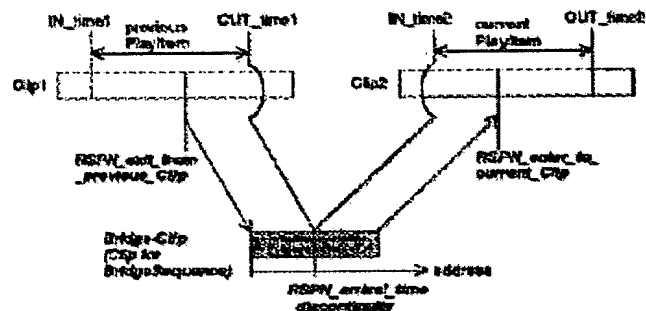 IN_time1
previous
PlayItem
OUT_time1
IN_time2
current
PlayItem
OUT_time2
Clip1
Clip2
RSPN_exit_from
_previous_Clip
RSPN_enter_to_
current_Clip
Bridge-Clip
(Clip for
BridgeSequence)
address
RSPN_arrival_time
discontinuity